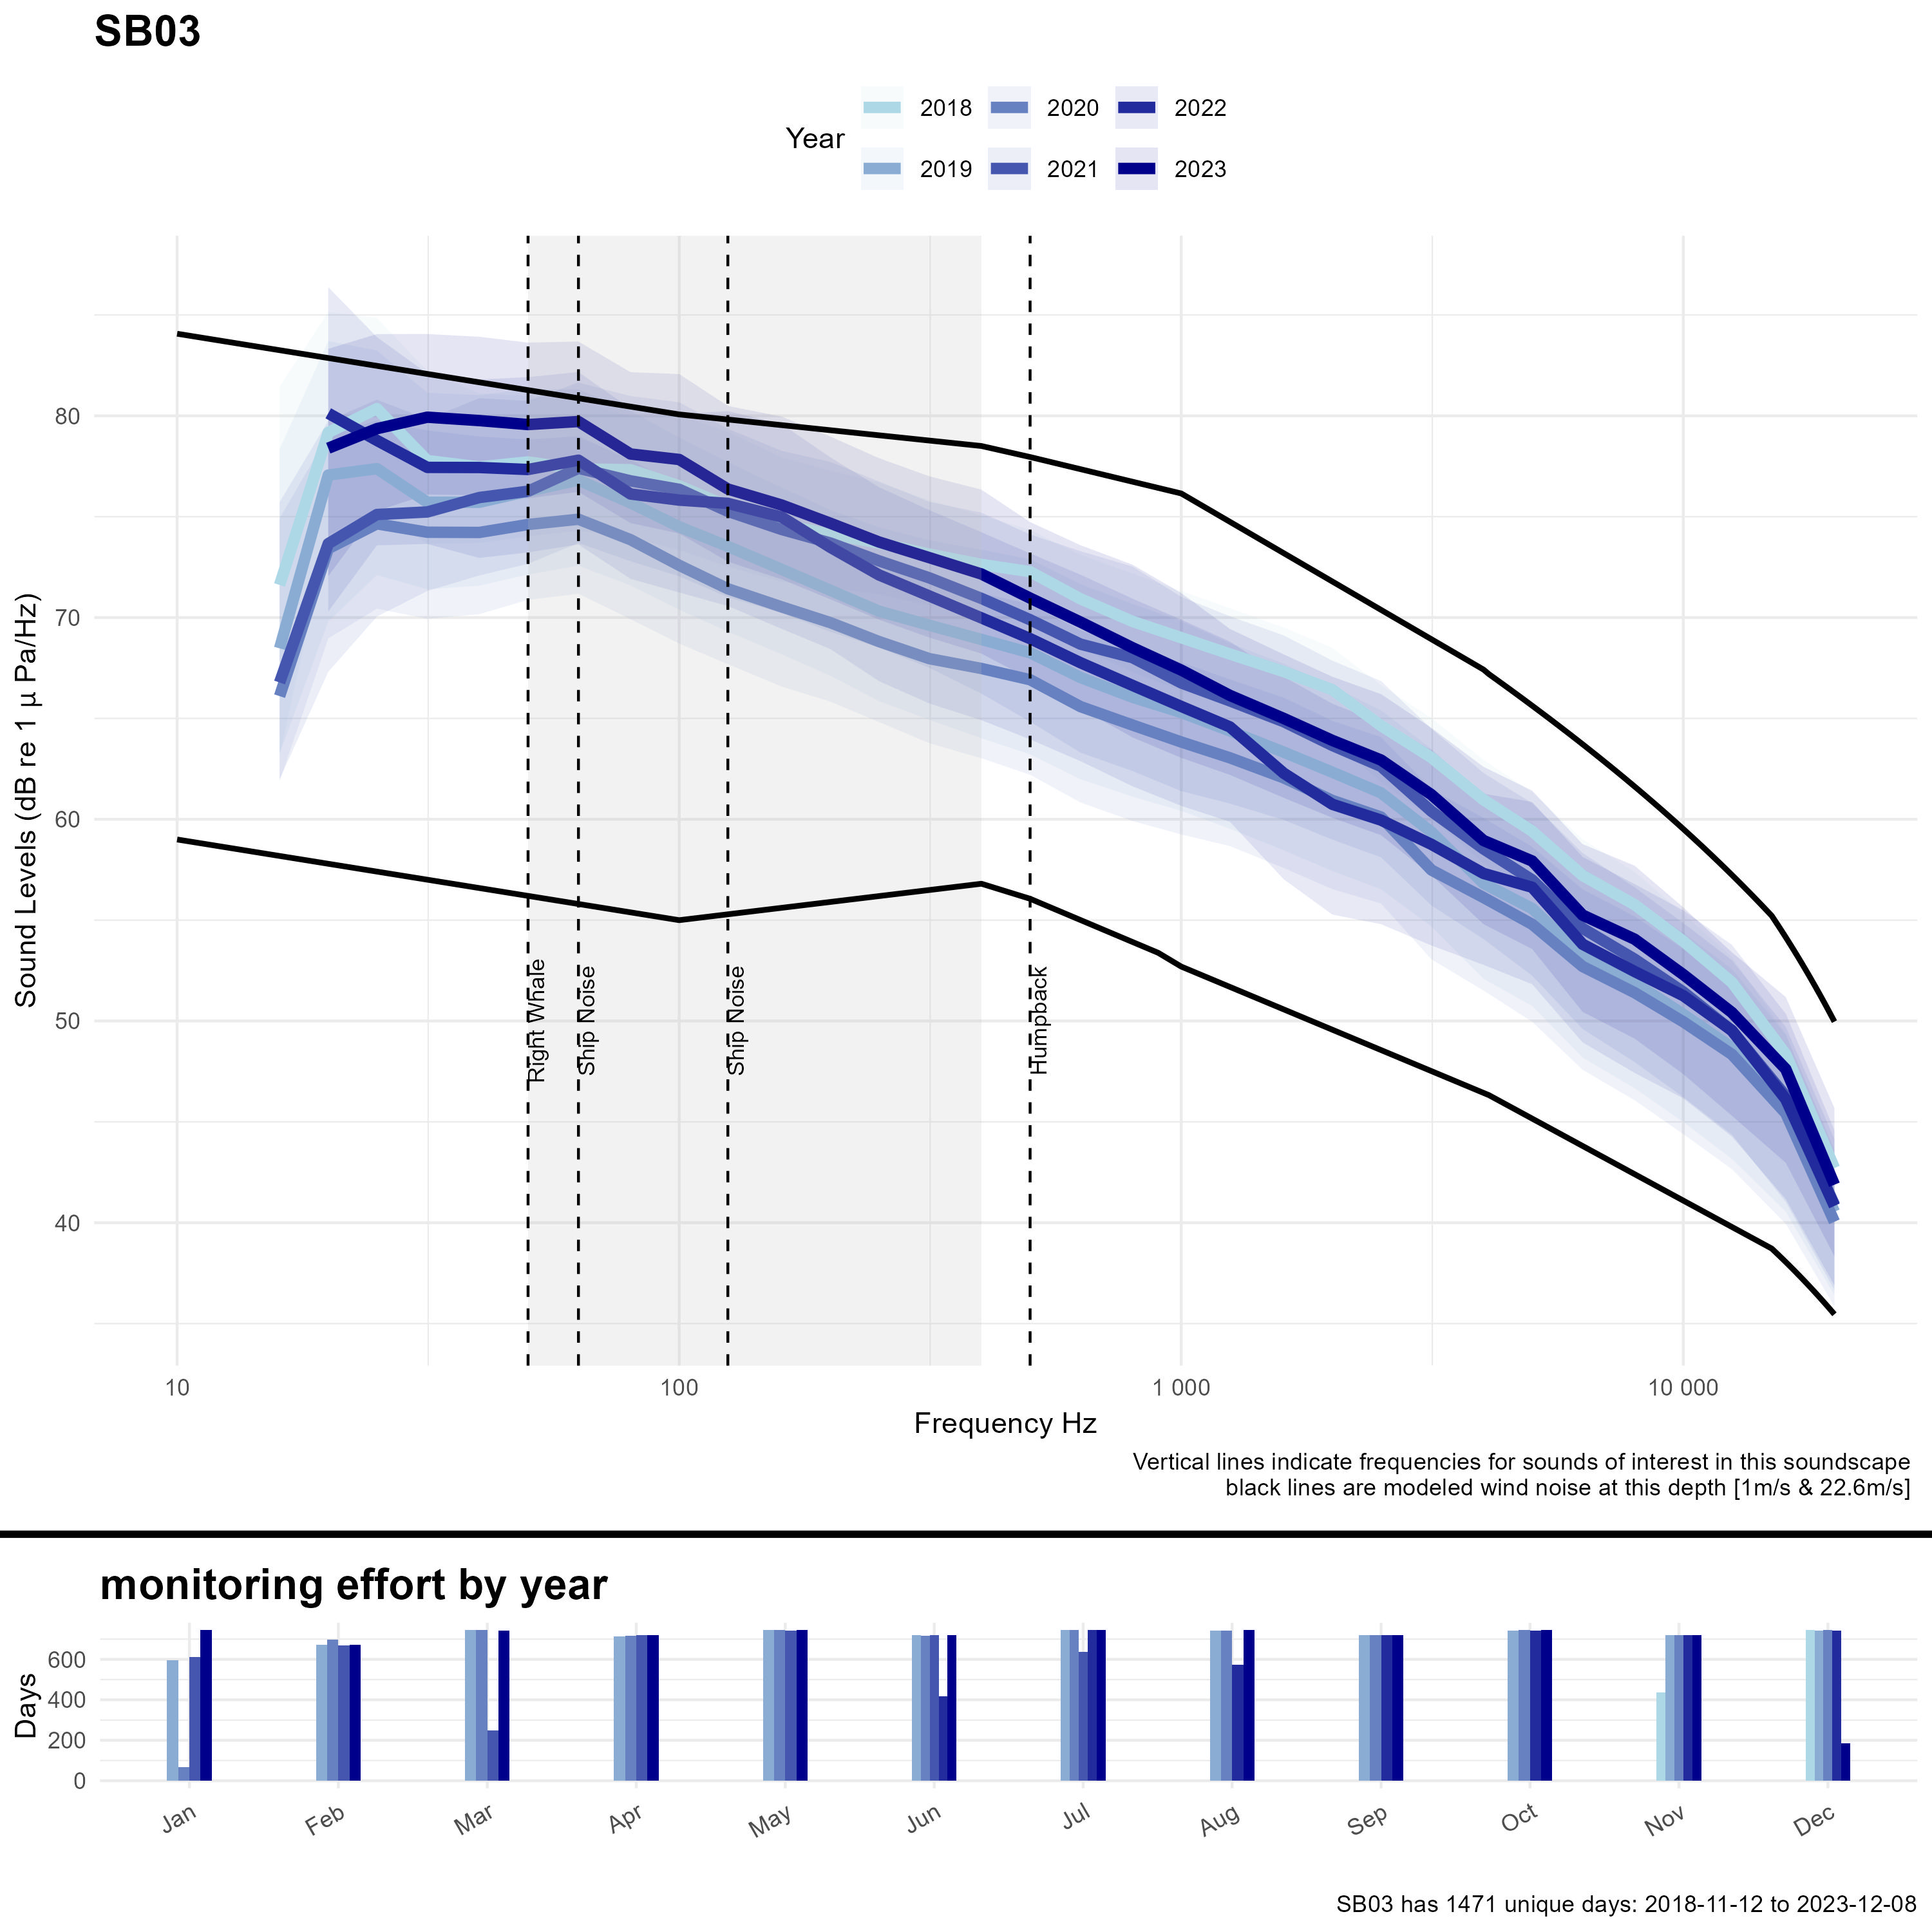 SB03
Year
2018 2020 2022
2019 2021 2023
Sound Levels (dB re 1 µ Pa/Hz)
80
70
60
50
40
Right Whale
Ship Noise
Ship Noise
Humpback
10 100 1 000 10 000
Frequency Hz
Vertical lines indicate frequencies for sounds of interest in this soundscape
black lines are modeled wind noise at this depth [1m/s & 22.6m/s]
monitoring effort by year
Days
600
400
200
0
Jan Feb Mar Apr May Jun Jul Aug Sep Oct Nov Dec
SB03 has 1471 unique days: 2018-11-12 to 2023-12-08